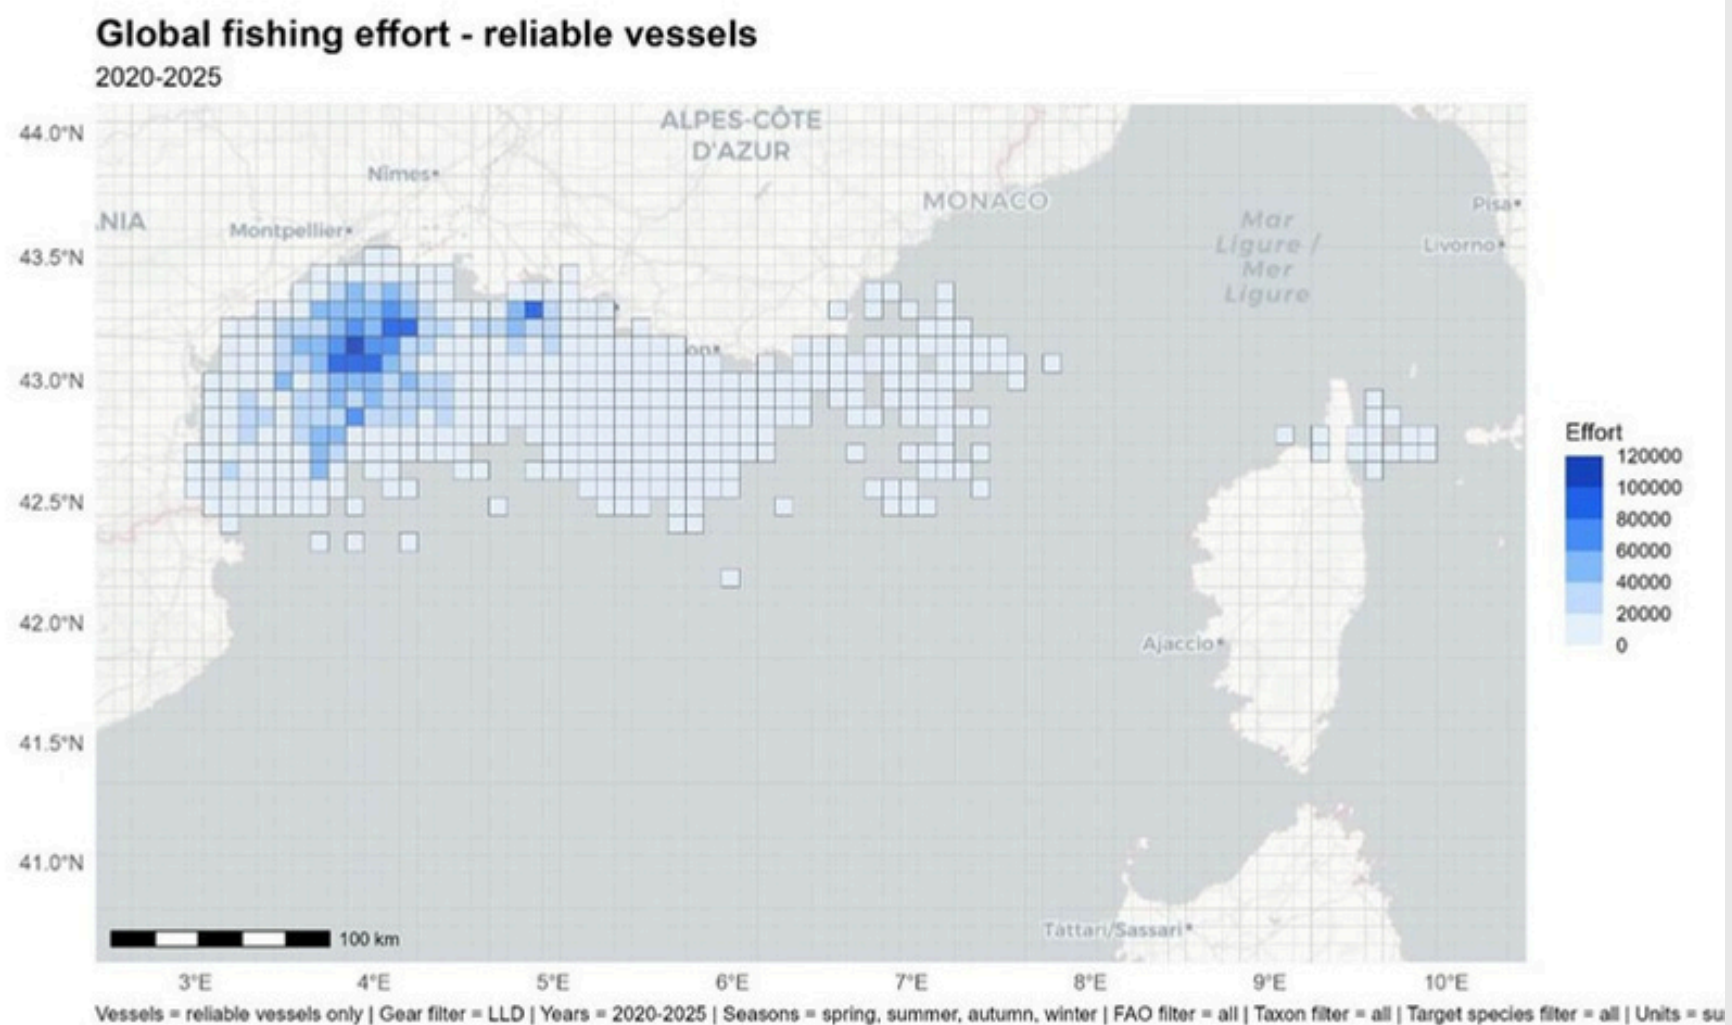 Global fishing effort - reliable vessels
2020-2025
44.0°N
43.5°N
43.0°N
42.5°N
42.0°N
41.5°N
41.0°N
ALPES-CÔTE
D'AZUR
Nîmes
MONACO
NIA
Montpellier
Mar
Ligure /
Mer
Ligure
Pisa
Livorno
on
Ajaccio
Tàttari/Sassari
100 km
3°E
4°E
5°E
6°E
7°E
8°E
9°E
10°E
Effort
120000
100000
80000
60000
40000
20000
0
Vessels = reliable vessels only | Gear filter = LLD | Years = 2020-2025 | Seasons = spring, summer, autumn, winter | FAO filter = all | Taxon filter = all | Target species filter = all | Units = su